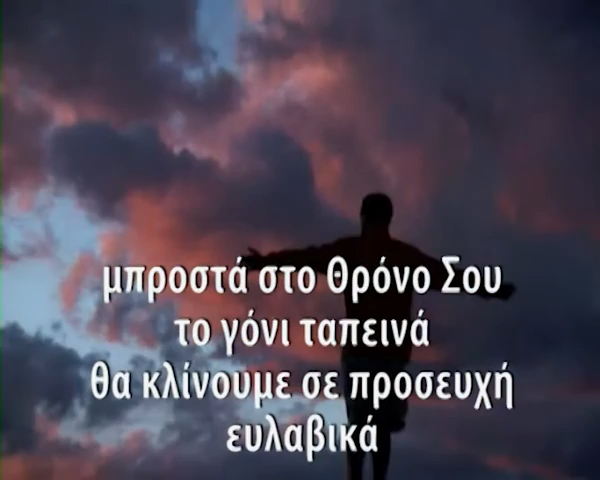 μπροστά στο Θρόνο Σου
το γόνι ταπεινά
θα κλίνουμε σε προσευχή
ευλαβικά